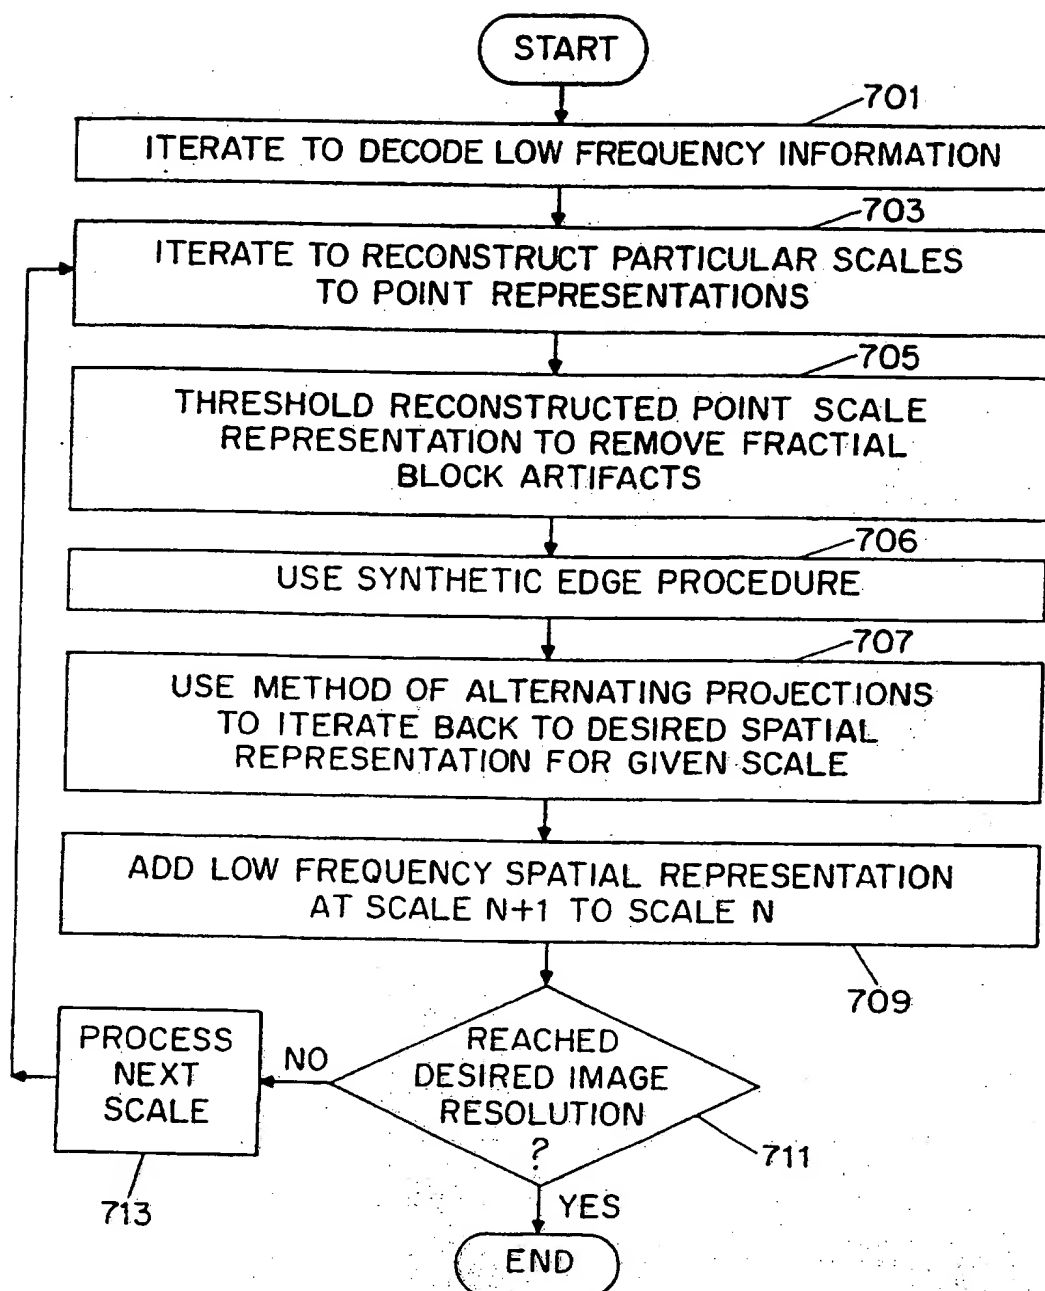 START
701
ITERATE TO DECODE LOW FREQUENCY INFORMATION
703
ITERATE TO RECONSTRUCT PARTICULAR SCALES
TO POINT REPRESENTATIONS
705
THRESHOLD RECONSTRUCTED POINT SCALE
REPRESENTATION TO REMOVE FRACTIAL
BLOCK ARTIFACTS
706
USE SYNTHETIC EDGE PROCEDURE
707
USE METHOD OF ALTERNATING PROJECTIONS
TO ITERATE BACK TO DESIRED SPATIAL
REPRESENTATION FOR GIVEN SCALE
ADD LOW FREQUENCY SPATIAL REPRESENTATION
AT SCALE N+1 TO SCALE N
709
REACHED
DESIRED IMAGE
RESOLUTION
?
711
NO
PROCESS
NEXT
SCALE
713
YES
END